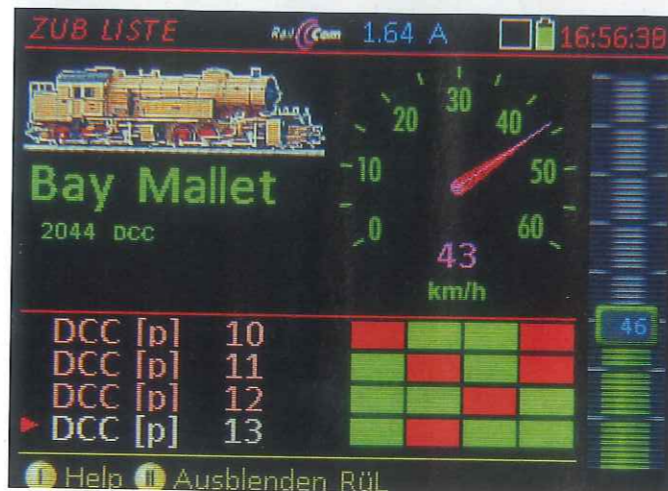 ZUB LISTE RailCom 1.64 A 16:56:38
Bay Mallet
2044 DCC
0 10 20 30 40 50 60
43
km/h
46
DCC [p] 10
DCC [p] 11
DCC [p] 12
DCC [p] 13
I Help II Ausblenden RüL